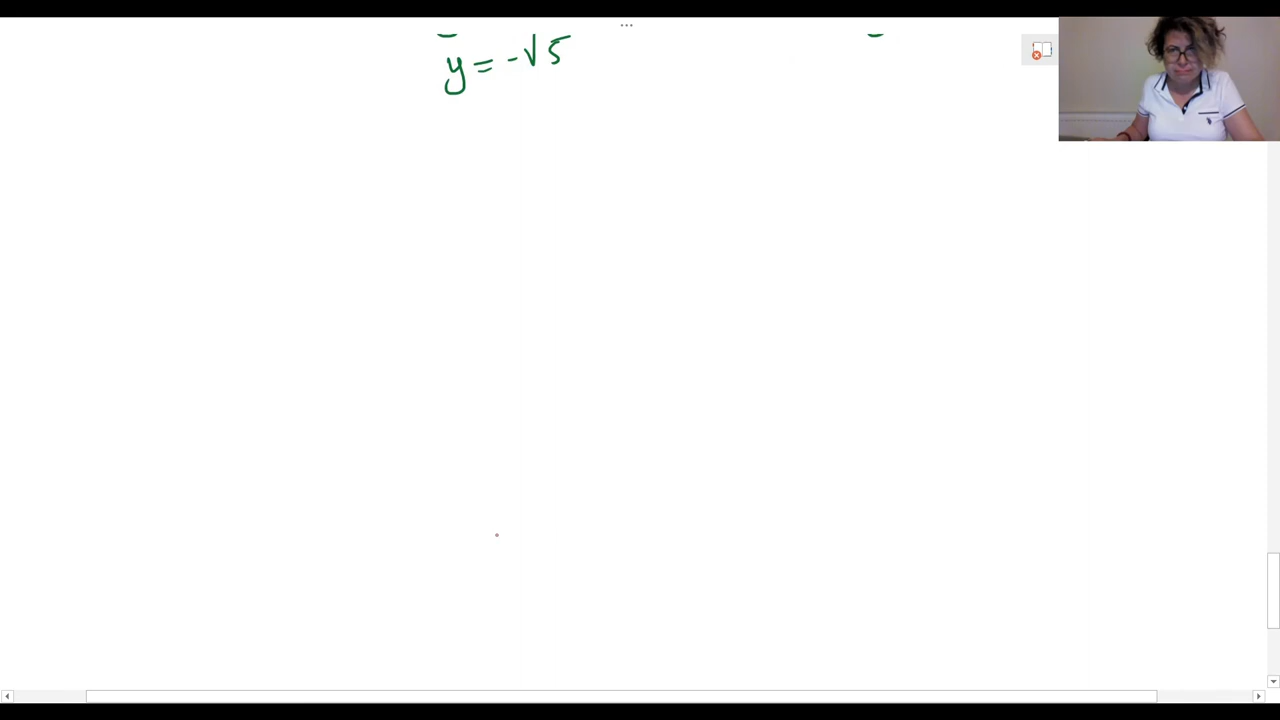 y = -√5